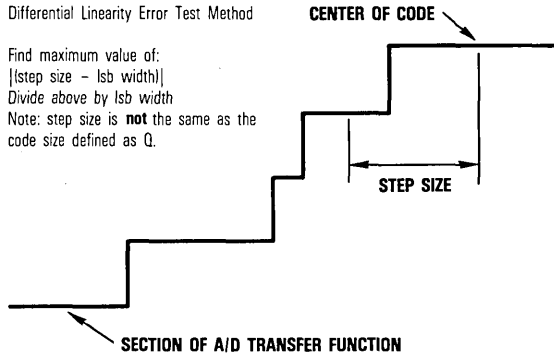 Differential Linearity Error Test Method
CENTER OF CODE
Find maximum value of:
|(step size – lsb width)|
Divide above by lsb width
Note: step size is not the same as the
code size defined as Q.
STEP SIZE
SECTION OF A/D TRANSFER FUNCTION